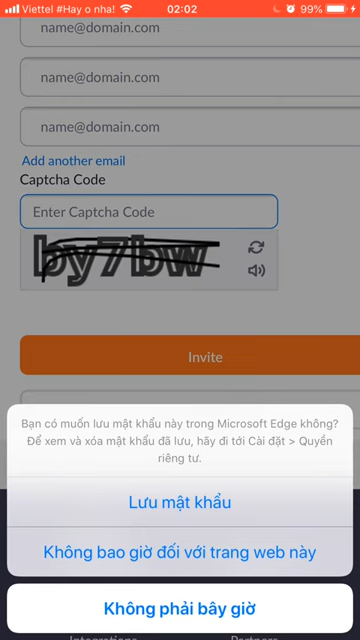 Viettel #Hay o nha! 02:02 99%
name@domain.com
name@domain.com
name@domain.com
Add another email
Captcha Code
Enter Captcha Code
by7bw
Invite
Bạn có muốn lưu mật khẩu này trong Microsoft Edge không?
Để xem và xóa mật khẩu đã lưu, hãy đi tới Cài đặt > Quyền
riêng tư.
Lưu mật khẩu
Không bao giờ đối với trang web này
Không phải bây giờ
Integrations Partners